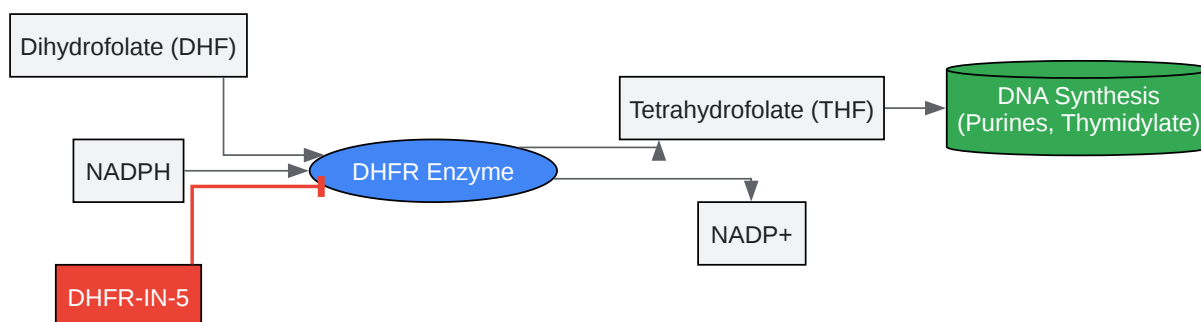 Dihydrofolate (DHF)
Tetrahydrofolate (THF)
DNA Synthesis
(Purines, Thymidylate)
NADPH
DHFR Enzyme
NADP+
DHFR-IN-5